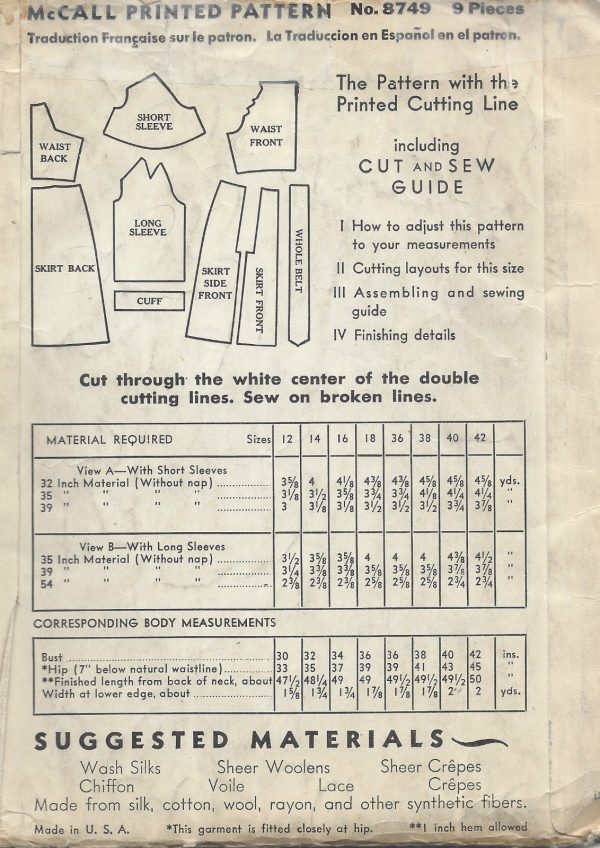 McCALL PRINTED PATTERN No. 8749 9 Pieces
Traduction Française sur le patron. La Traduccion en Español en el patron.
WAIST BACK
SHORT SLEEVE
WAIST FRONT
SKIRT BACK
LONG SLEEVE
CUFF
SKIRT SIDE FRONT
SKIRT FRONT
WHOLE BELT
The Pattern with the
Printed Cutting Line
including
CUT AND SEW
GUIDE
I How to adjust this pattern
to your measurements
II Cutting layouts for this size
III Assembling and sewing
guide
IV Finishing details
Cut through the white center of the double
cutting lines. Sew on broken lines.
MATERIAL REQUIRED Sizes 12 14 16 18 36 38 40 42
View A—With Short Sleeves
32 Inch Material (Without nap) 3⅝ 4 4⅛ 4⅜ 4⅜ 4⅝ 4⅝ 4⅝ yds.
35 " " " " 3⅛ 3½ 3⅝ 3¾ 3¾ 4⅛ 4¼ 4¼ "
39 " " " " 3 3⅛ 3⅛ 3½ 3½ 3½ 3¾ 3⅞ "
View B—With Long Sleeves
35 Inch Material (Without nap) 3½ 3⅝ 3⅝ 4 4 4 4⅜ 4½ "
39 " " " " 3¼ 3⅜ 3⅜ 3⅝ 3⅝ 3⅝ 3⅞ 3⅞ "
54 " " " " 2⅜ 2⅜ 2⅜ 2⅝ 2⅝ 2⅝ 2¾ 2¾ "
CORRESPONDING BODY MEASUREMENTS
Bust 30 32 34 36 36 38 40 42 ins.
*Hip (7" below natural waistline) 33 35 37 39 39 41 43 45 "
**Finished length from back of neck, about 47½ 48¼ 49 49 49½ 49½ 49½ 50 "
Width at lower edge, about 1⅝ 1¾ 1¾ 1⅞ 1⅞ 1⅞ 2 2 yds.
SUGGESTED MATERIALS
Wash Silks Sheer Woolens Sheer Crêpes
Chiffon Voile Lace Crêpes
Made from silk, cotton, wool, rayon, and other synthetic fibers.
Made in U. S. A. *This garment is fitted closely at hip. **1 inch hem allowed